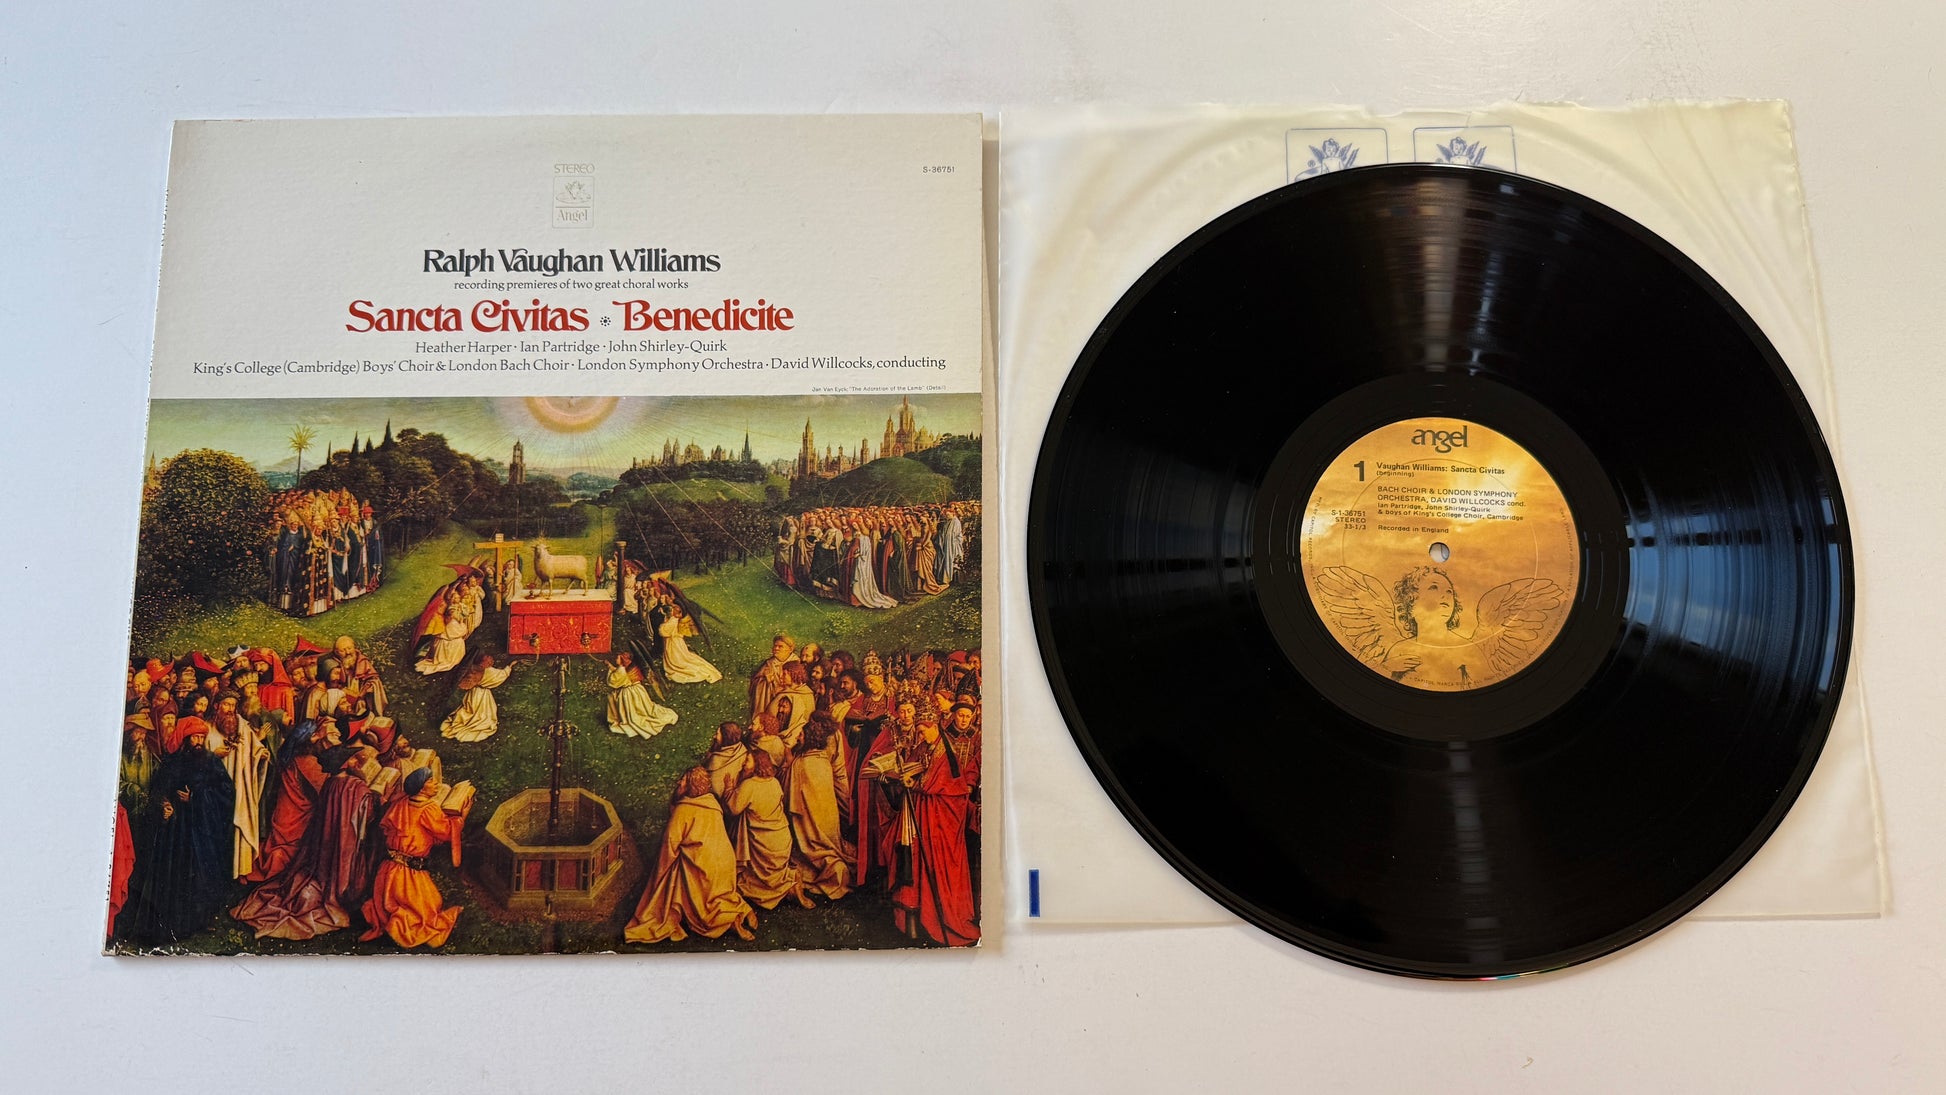 STEREO
Angel
S-36751
Ralph Vaughan Williams
recording premieres of two great choral works
Sancta Civitas * Benedicite
Heather Harper · Ian Partridge · John Shirley-Quirk
King's College (Cambridge) Boys' Choir & London Bach Choir · London Symphony Orchestra · David Willcocks, conducting
Jan Van Eyck: "The Adoration of the Lamb" (Detail)
angel
1
Vaughan Williams: Sancta Civitas
(beginning)
BACH CHOIR & LONDON SYMPHONY
ORCHESTRA, DAVID WILLCOCKS cond.
Ian Partridge, John Shirley-Quirk
& boys of King's College Choir, Cambridge
S-1-36751
STEREO
33-1/3
Recorded in England